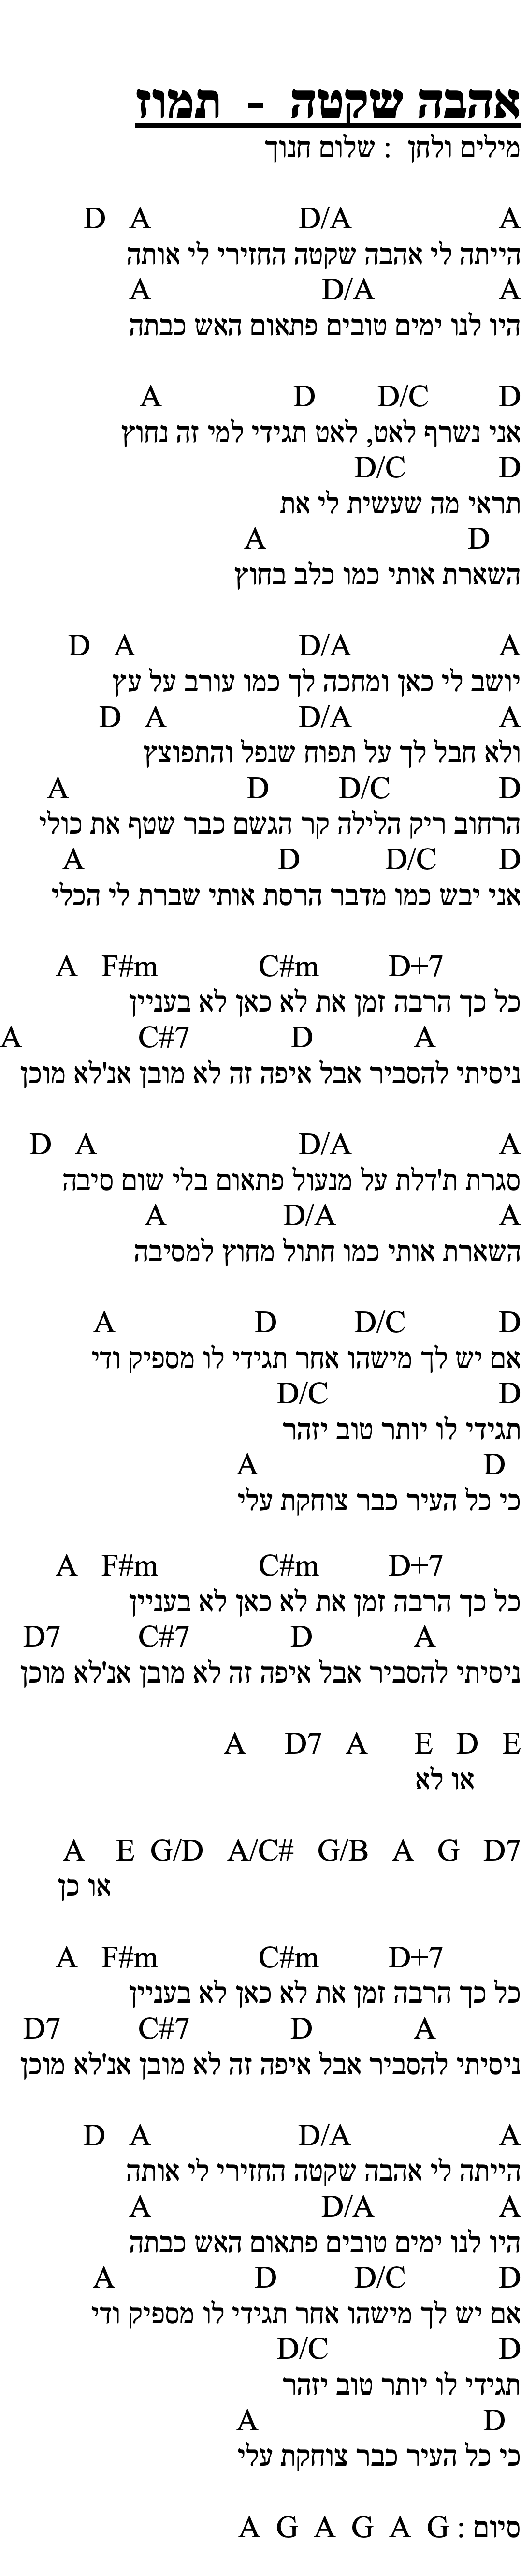 אהבה שקטה - תמוז
מילים ולחן : שלום חנוך
A D/A A D
הייתה לי אהבה שקטה החזירי לי אותה
A D/A A
היו לנו ימים טובים פתאום האש כבתה
D D/C D A
אני נשרף לאט, לאט תגידי למי זה נחוץ
D D/C
תראי מה שעשית לי את
D A
השארת אותי כמו כלב בחוץ
A D/A A D
יושב לי כאן ומחכה לך כמו עורב על עץ
A D/A A D
ולא חבל לך על תפוח שנפל והתפוצץ
D D/C D A
הרחוב ריק הלילה קר הגשם כבר שטף את כולי
D D/C D A
אני יבש כמו מדבר הרסת אותי שברת לי הכלי
D+7 C#m F#m A
כל כך הרבה זמן את לא כאן לא בעניין
A D C#7 A
ניסיתי להסביר אבל איפה זה לא מובן אנ'לא מוכן
A D/A A D
סגרת ת'דלת על מנעול פתאום בלי שום סיבה
A D/A A
השארת אותי כמו חתול מחוץ למסיבה
D D/C D A
אם יש לך מישהו אחר תגידי לו מספיק ודי
D D/C
תגידי לו יותר טוב יזהר
D A
כי כל העיר כבר צוחקת עלי
D+7 C#m F#m A
כל כך הרבה זמן את לא כאן לא בעניין
A D C#7 D7
ניסיתי להסביר אבל איפה זה לא מובן אנ'לא מוכן
E D E A D7 A
או לא
D7 G A G/B A/C# G/D E A
או כן
D+7 C#m F#m A
כל כך הרבה זמן את לא כאן לא בעניין
A D C#7 D7
ניסיתי להסביר אבל איפה זה לא מובן אנ'לא מוכן
A D/A A D
הייתה לי אהבה שקטה החזירי לי אותה
A D/A A
היו לנו ימים טובים פתאום האש כבתה
D D/C D A
אם יש לך מישהו אחר תגידי לו מספיק ודי
D D/C
תגידי לו יותר טוב יזהר
D A
כי כל העיר כבר צוחקת עלי
סיום : G A G A G A